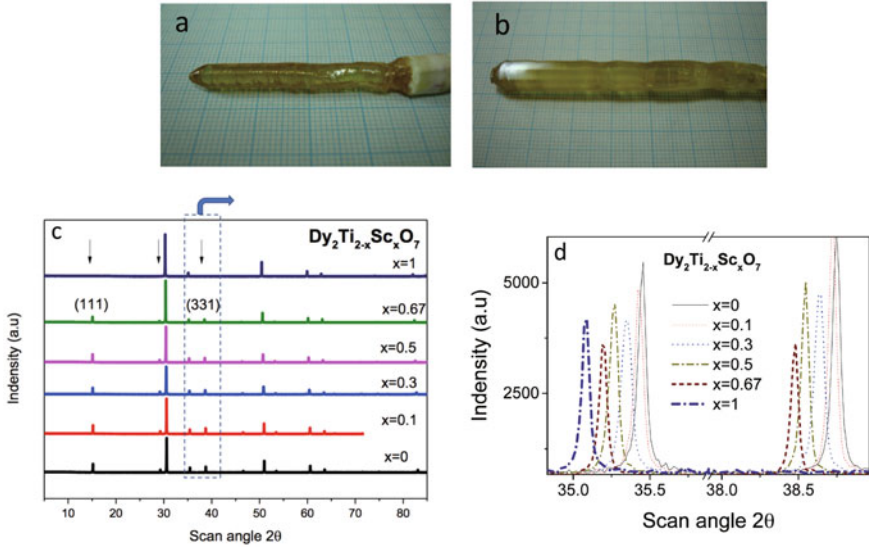 a
b
c
Dy₂Ti₂₋ₓScₓO₇
x=1
(111)
(331)
x=0.67
x=0.5
x=0.3
x=0.1
x=0
Indensity (a.u)
10 20 30 40 50 60 70 80
Scan angle 2θ
d
Dy₂Ti₂₋ₓScₓO₇
x=0
x=0.1
x=0.3
x=0.5
x=0.67
x=1
5000
2500
Indensity (a.u)
35.0 35.5 38.0 38.5
Scan angle 2θ